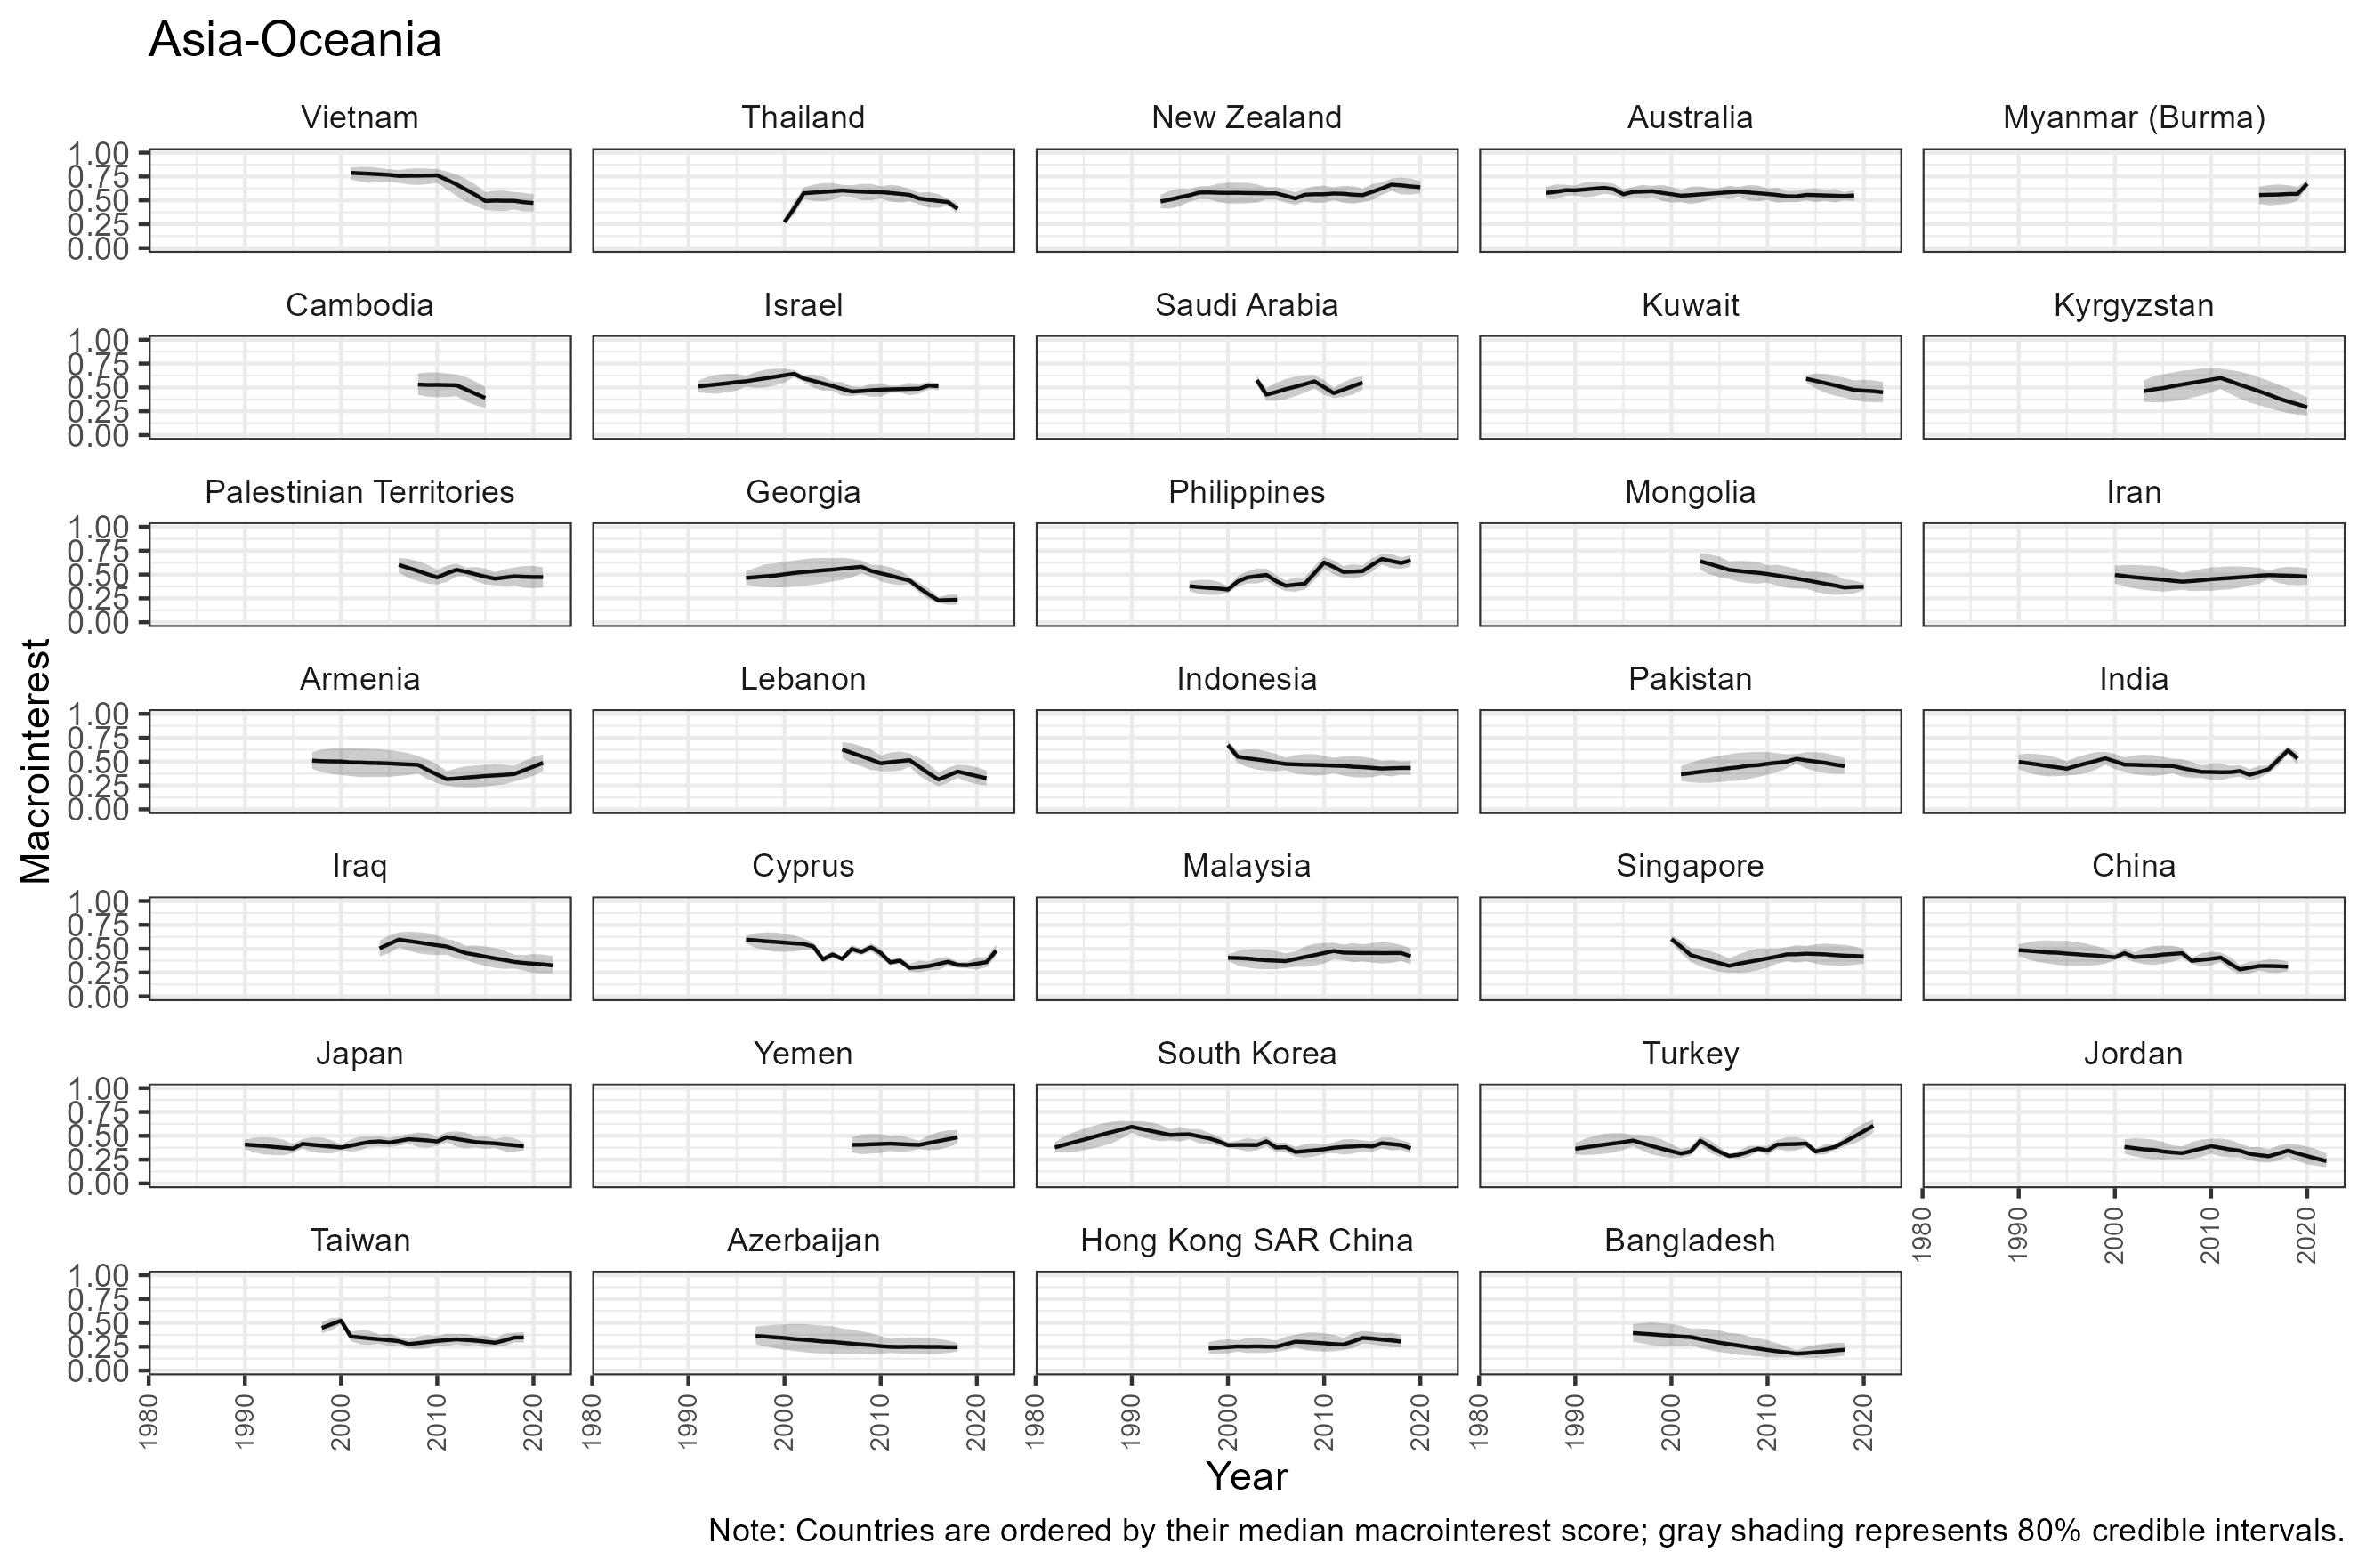 Asia-Oceania
Vietnam Thailand New Zealand Australia Myanmar (Burma)
1.00
0.75
0.50
0.25
0.00
Cambodia Israel Saudi Arabia Kuwait Kyrgyzstan
1.00
0.75
0.50
0.25
0.00
Palestinian Territories Georgia Philippines Mongolia Iran
1.00
0.75
0.50
0.25
0.00
Macrointerest
Armenia Lebanon Indonesia Pakistan India
1.00
0.75
0.50
0.25
0.00
Iraq Cyprus Malaysia Singapore China
1.00
0.75
0.50
0.25
0.00
Japan Yemen South Korea Turkey Jordan
1.00
0.75
0.50
0.25
0.00
1980 1990 2000 2010 2020
Taiwan Azerbaijan Hong Kong SAR China Bangladesh
1.00
0.75
0.50
0.25
0.00
1980 1990 2000 2010 2020 1980 1990 2000 2010 2020 1980 1990 2000 2010 2020 1980 1990 2000 2010 2020
Year
Note: Countries are ordered by their median macrointerest score; gray shading represents 80% credible intervals.